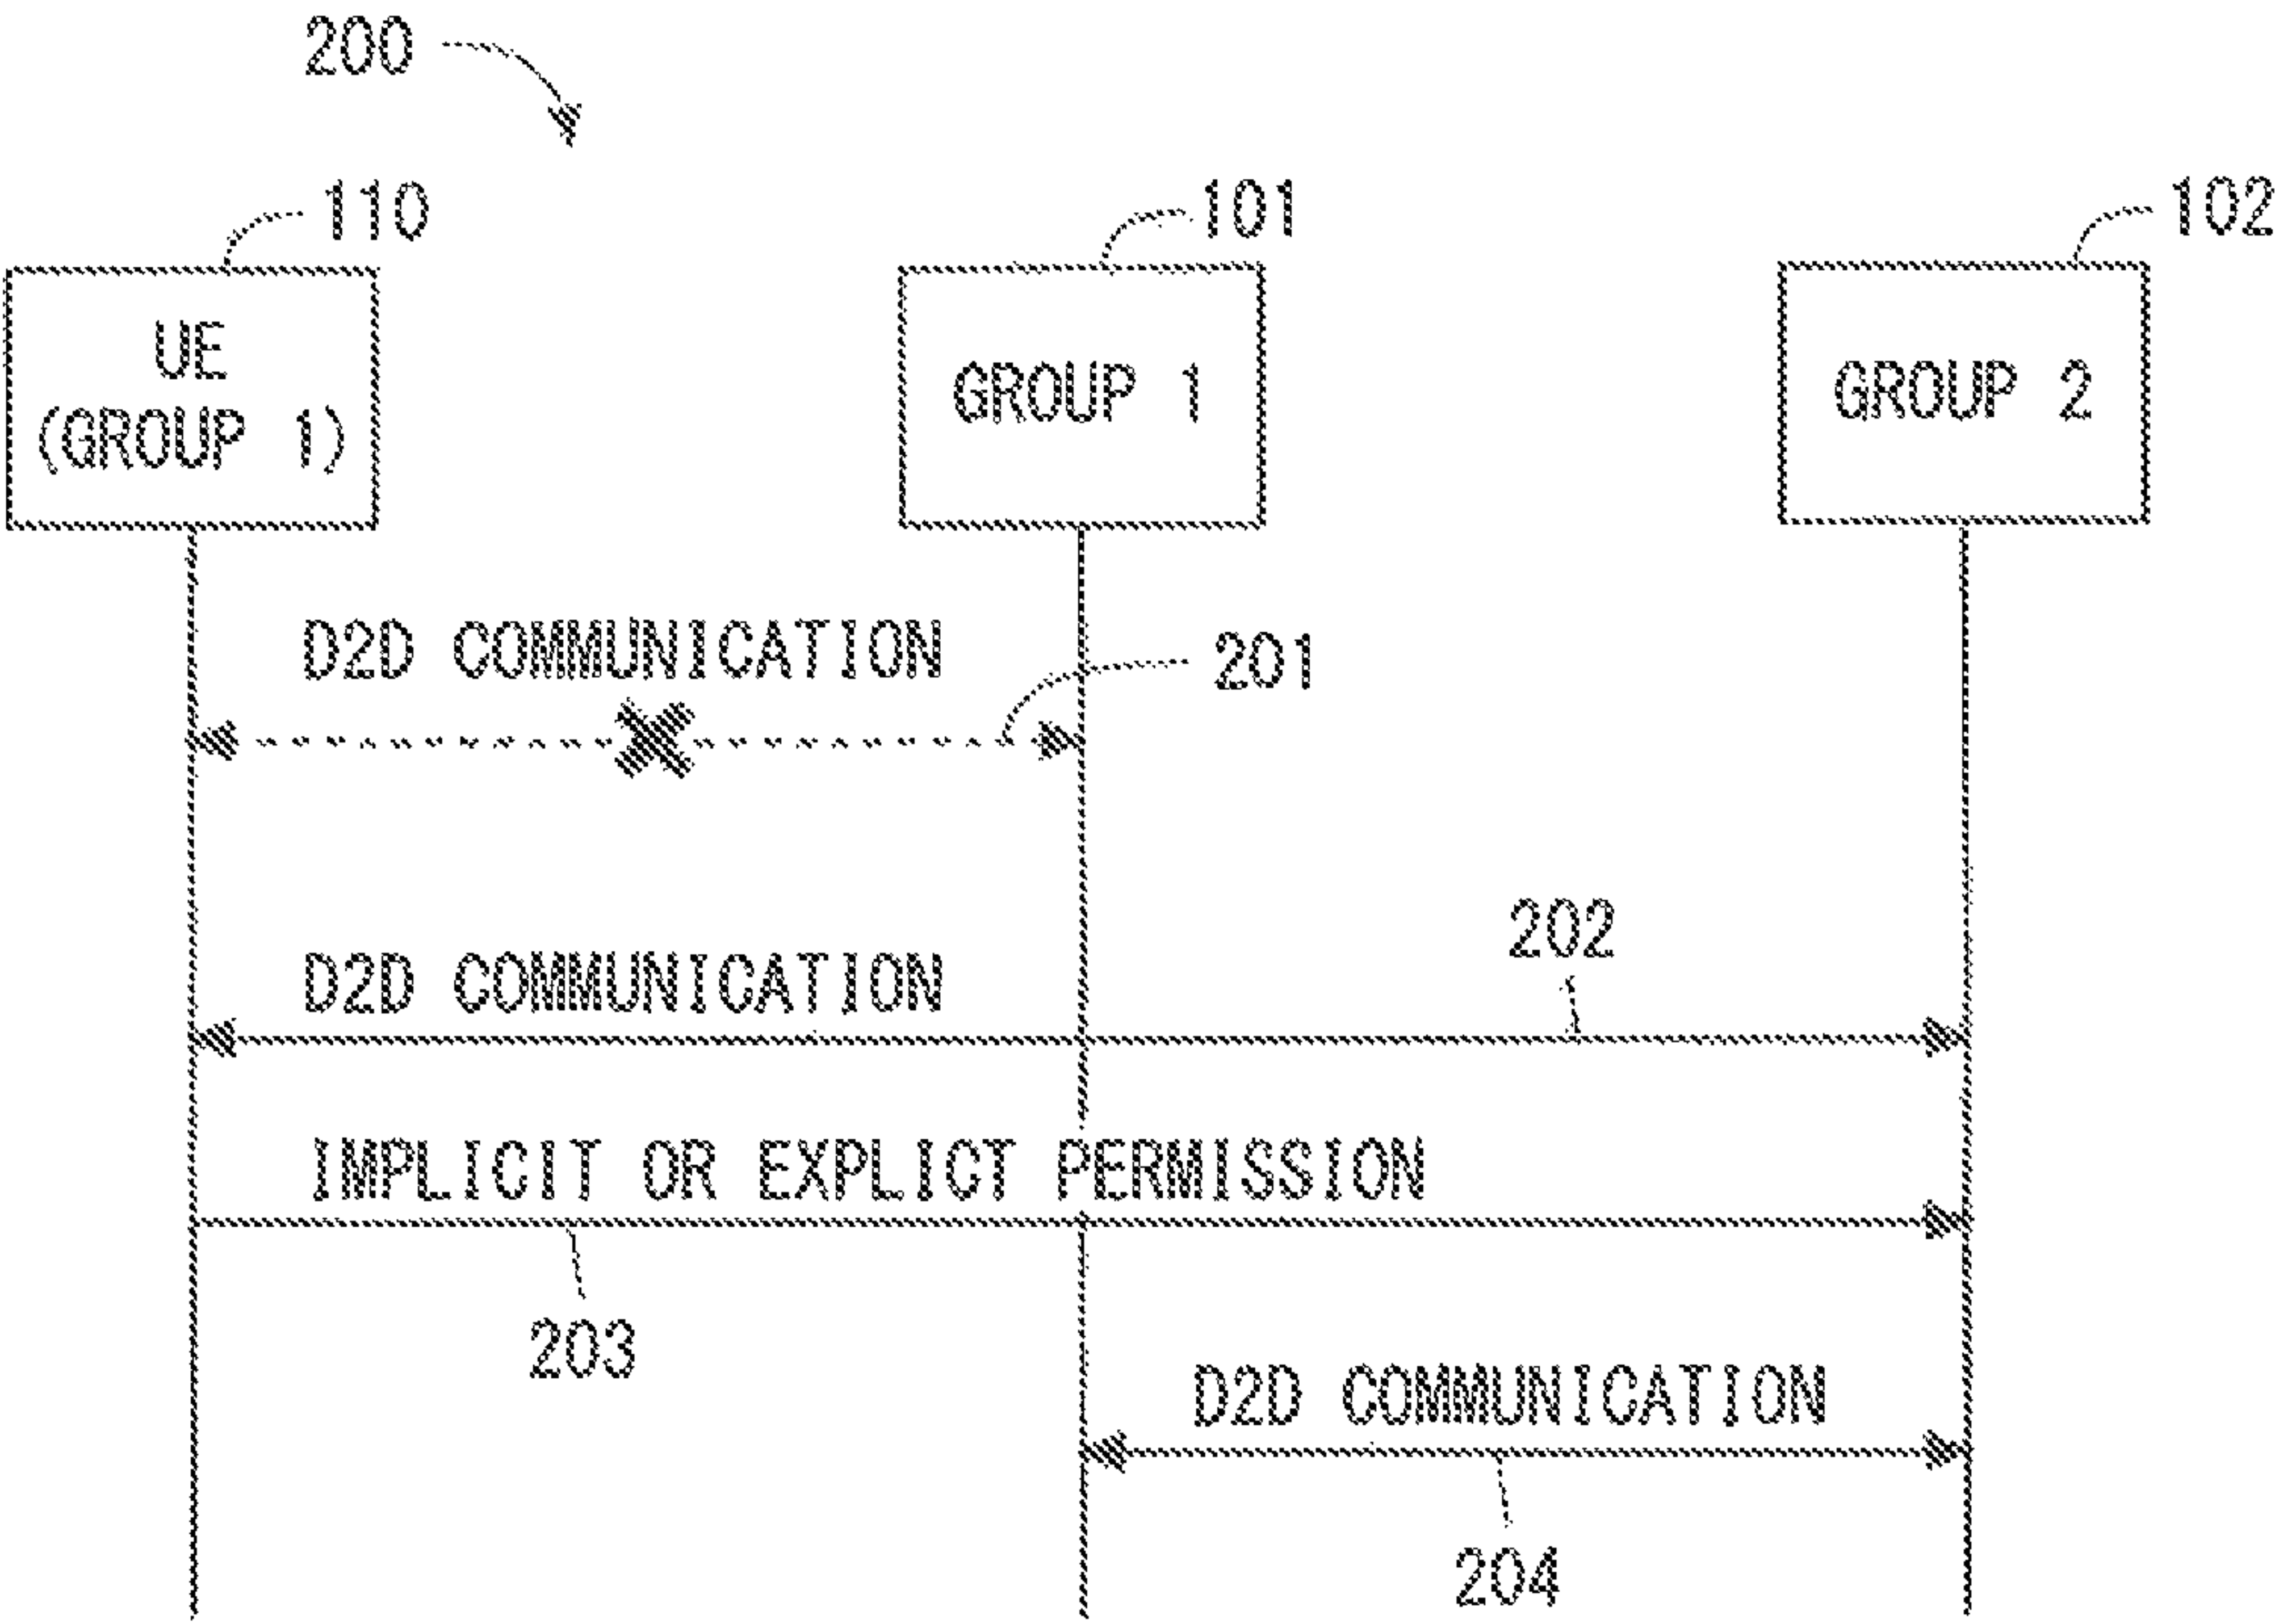 200
110
101
102
UE
(GROUP 1)
GROUP 1
GROUP 2
D2D COMMUNICATION
201
202
D2D COMMUNICATION
IMPLICIT OR EXPLICT PERMISSION
203
D2D COMMUNICATION
204